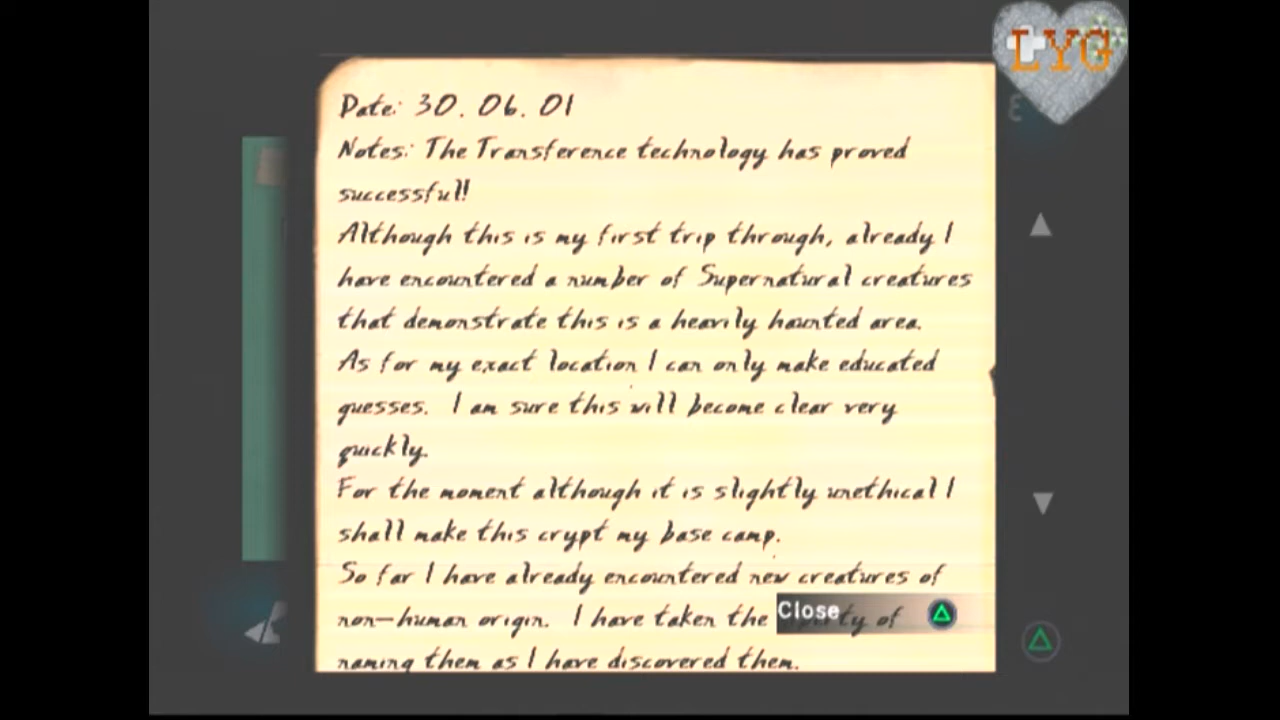 LYG
Date: 30.06.01
Notes: The Transference technology has proved
successful!
Although this is my first trip through, already I
have encountered a number of Supernatural creatures
that demonstrate this is a heavily haunted area.
As for my exact location I can only make educated
guesses. I am sure this will become clear very
quickly.
For the moment although it is slightly unethical I
shall make this crypt my base camp.
So far I have already encountered new creatures of
non-human origin. I have taken the of
naming them as I have discovered them.
Close